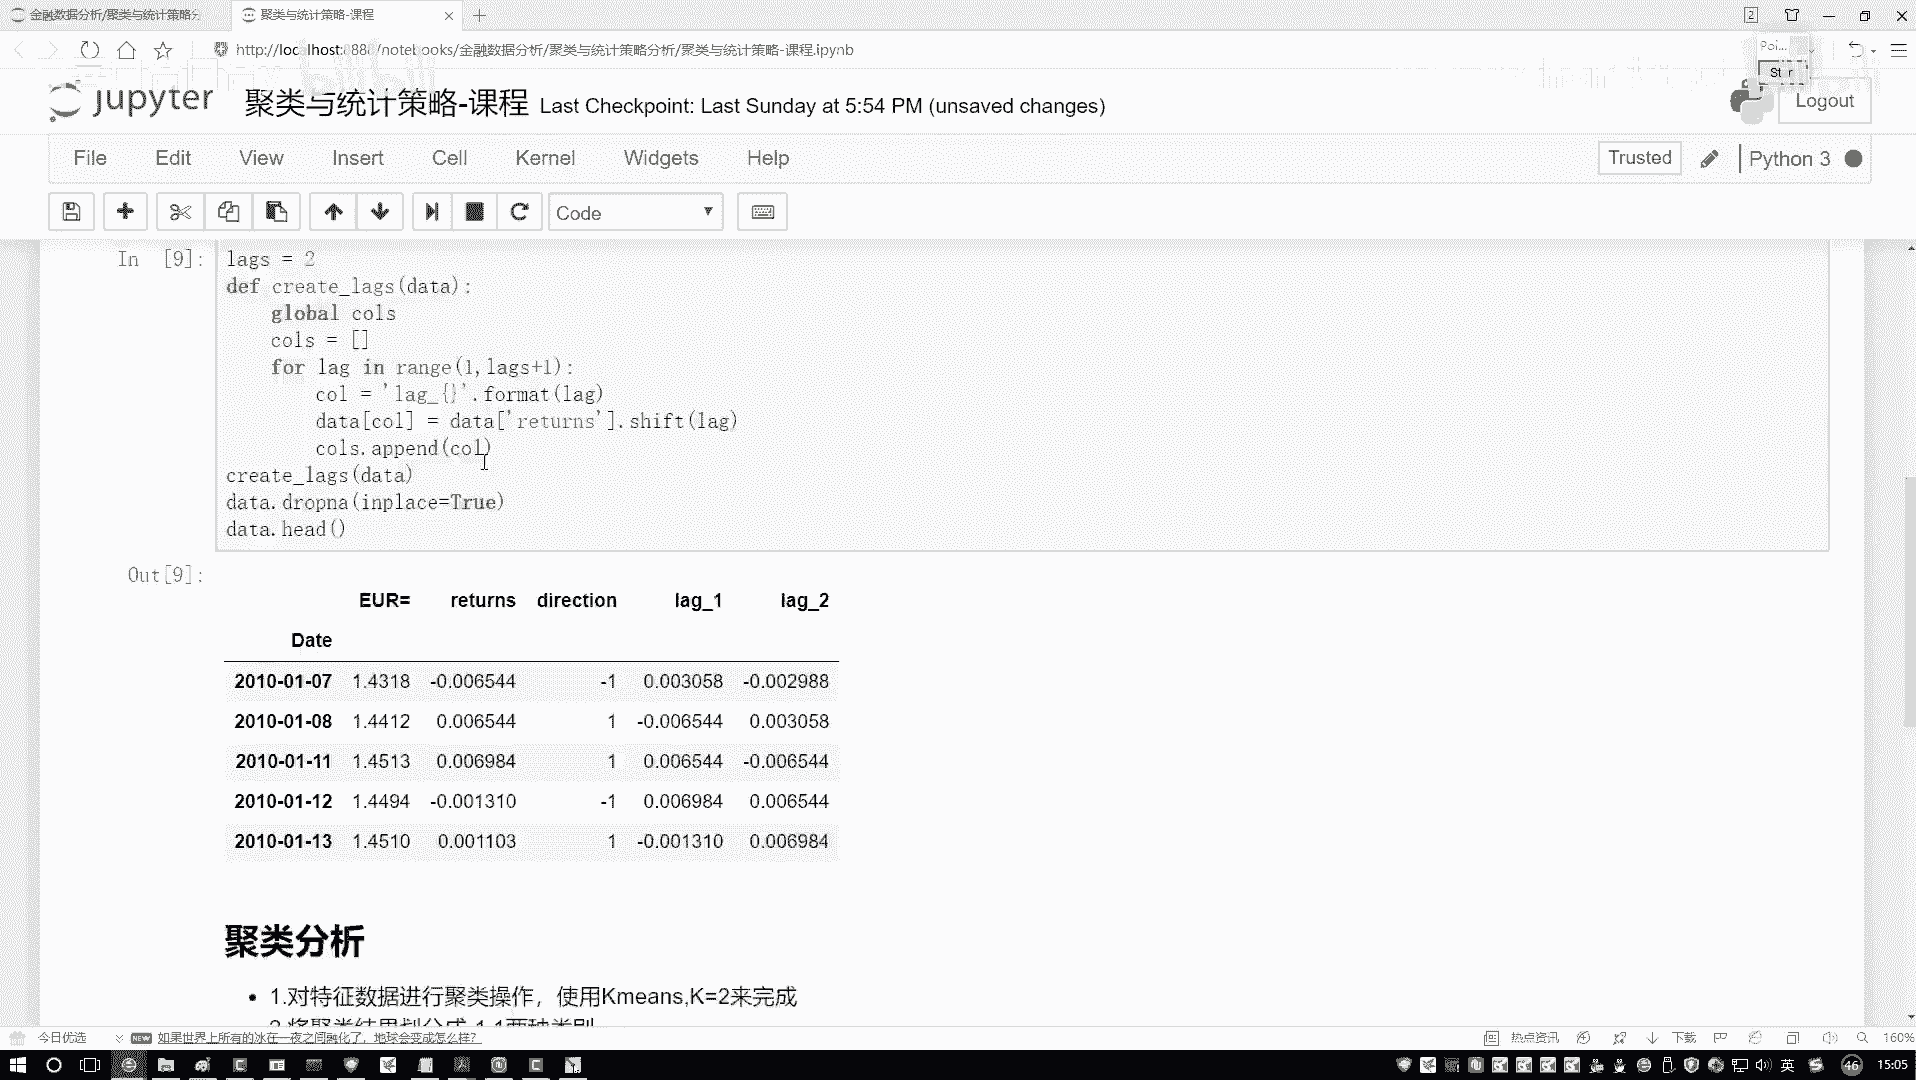 金融数据分析/聚类与统计策略分
聚类与统计策略-课程
2
http://localhost:8888/notebooks/金融数据分析/聚类与统计策略分析/聚类与统计策略-课程.ipynb
Poi...
jupyter 聚类与统计策略-课程 Last Checkpoint: Last Sunday at 5:54 PM (unsaved changes)
Logout
File Edit View Insert Cell Kernel Widgets Help
Trusted Python 3
Code
In [9]: lags = 2
def create_lags(data):
global cols
cols = []
for lag in range(1,lags+1):
col = 'lag_{}'.format(lag)
data[col] = data['returns'].shift(lag)
cols.append(col)
create_lags(data)
data.dropna(inplace=True)
data.head()
Out[9]:
EUR= returns direction lag_1 lag_2
Date
2010-01-07 1.4318 -0.006544 -1 0.003058 -0.002988
2010-01-08 1.4412 0.006544 1 -0.006544 0.003058
2010-01-11 1.4513 0.006984 1 0.006544 -0.006544
2010-01-12 1.4494 -0.001310 -1 0.006984 0.006544
2010-01-13 1.4510 0.001103 1 -0.001310 0.006984
聚类分析
• 1.对特征数据进行聚类操作，使用Kmeans,K=2来完成
今日优选 NEW 如果世界上所有的冰在一夜之间融化了，地球会变成怎么样？
热点资讯 下载 160%
英 46 15:05